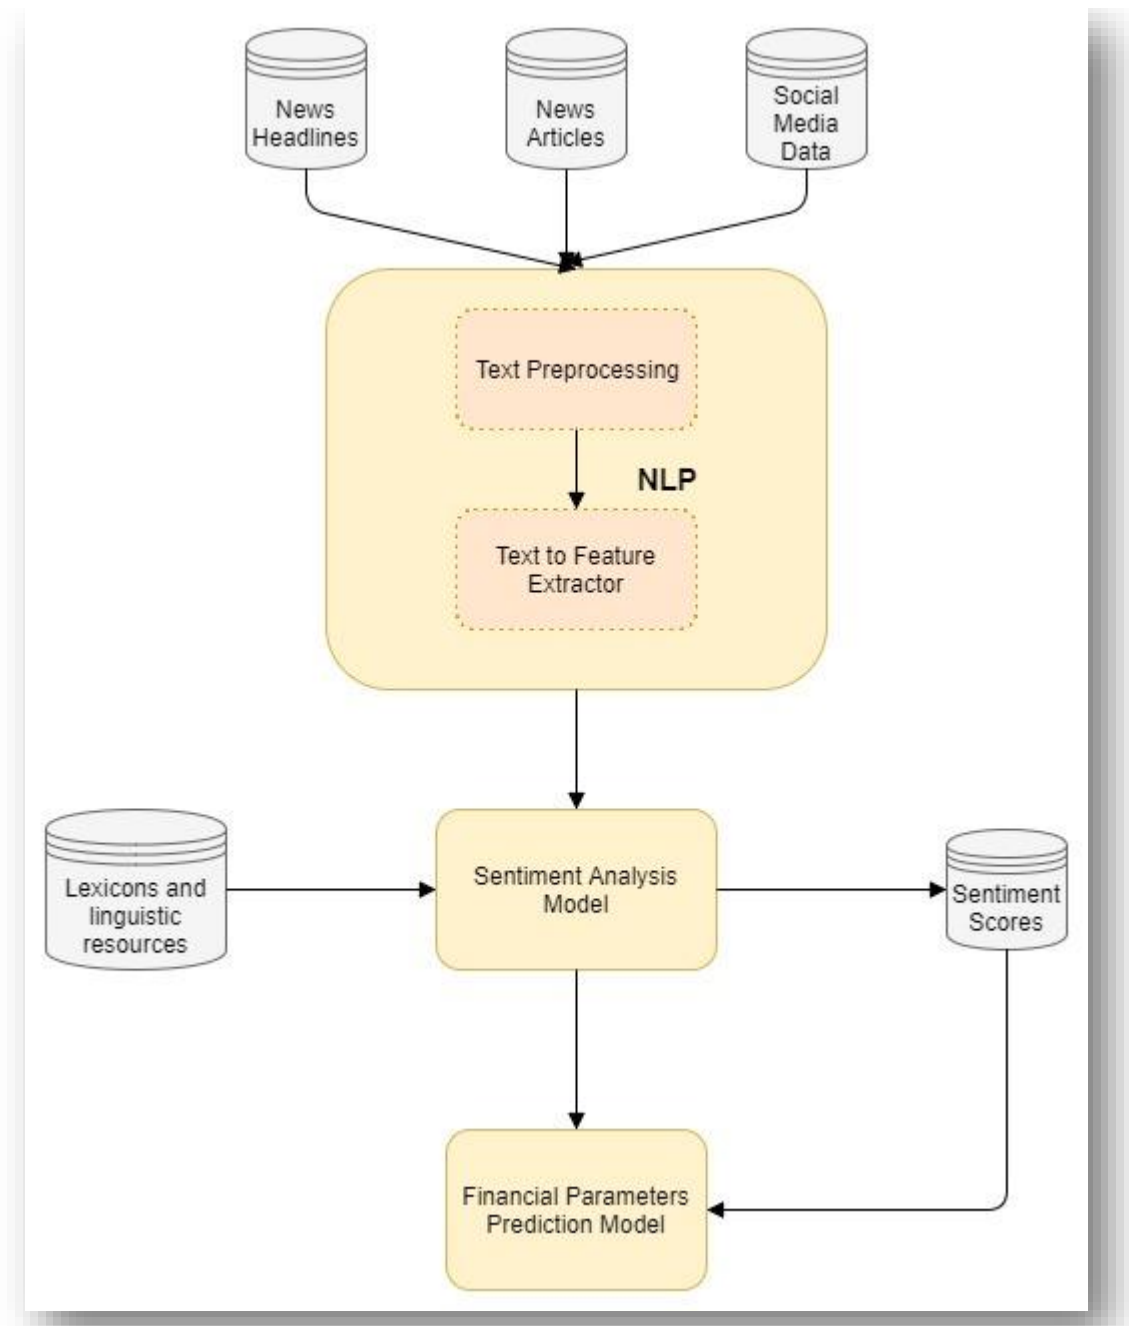 News
Headlines
News
Articles
Social
Media
Data
Text Preprocessing
NLP
Text to Feature
Extractor
Lexicons and
linguistic
resources
Sentiment Analysis
Model
Sentiment
Scores
Financial Parameters
Prediction Model